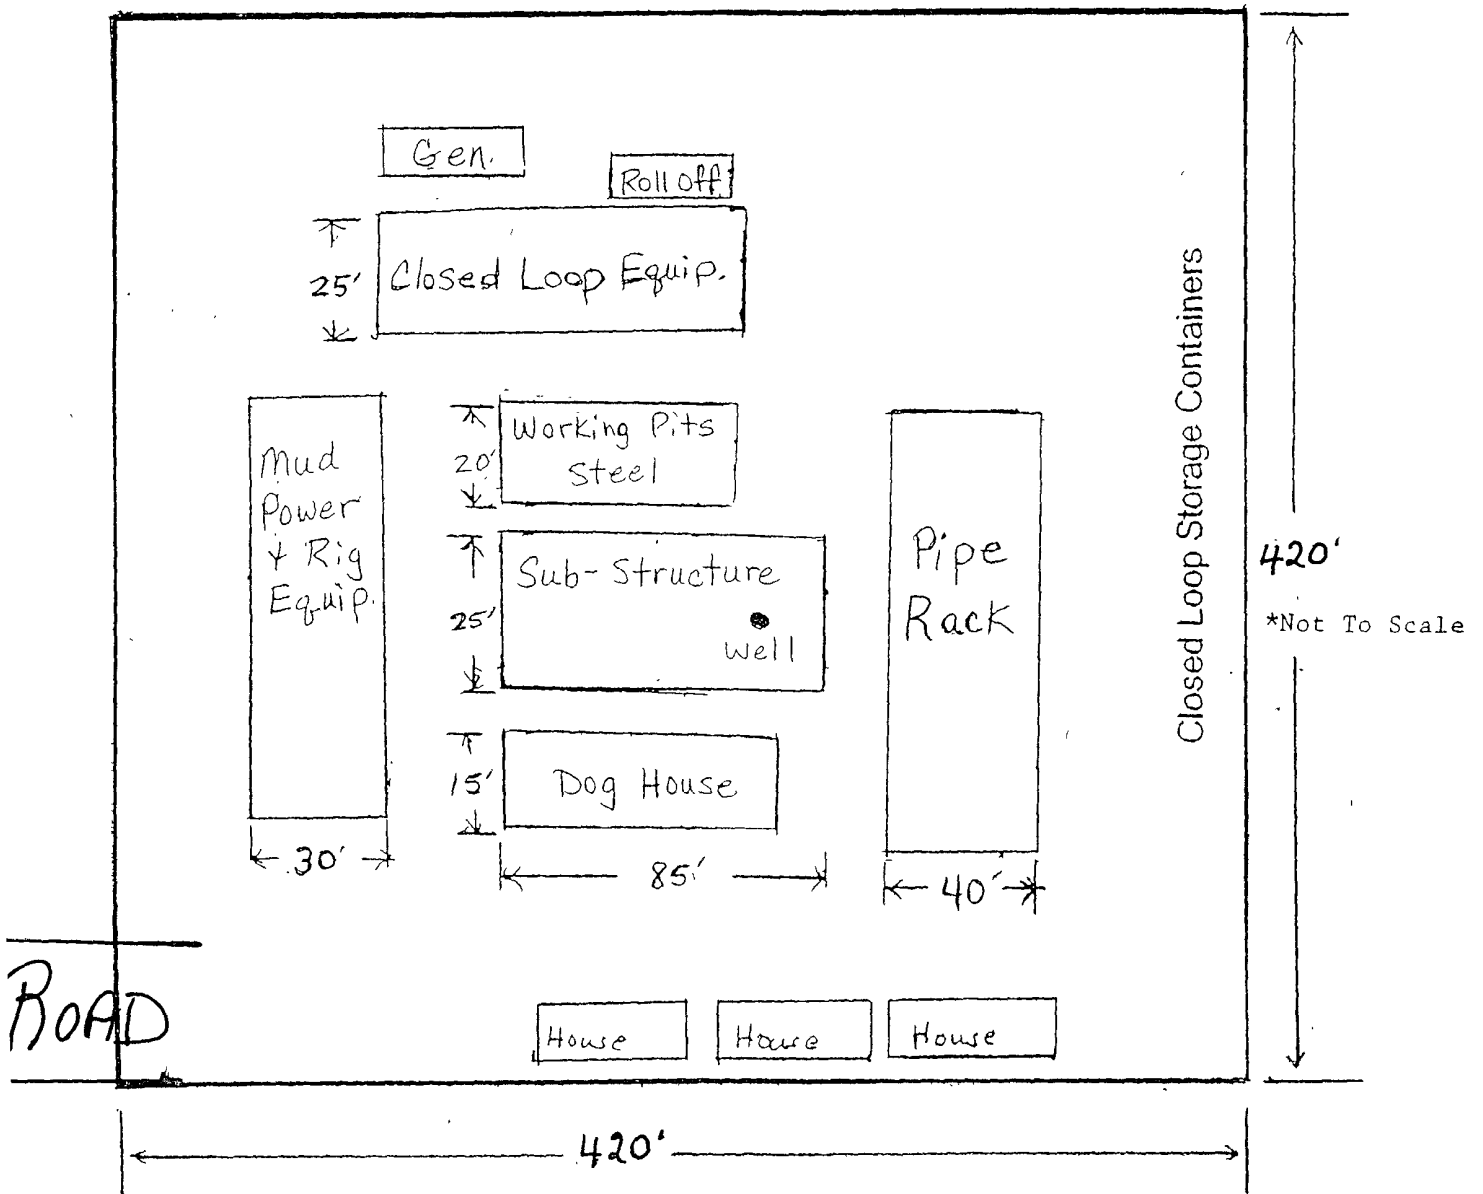 Gen.
Roll off
25'
Closed Loop Equip.
Mud
Power
+ Rig
Equip.
20'
Working Pits
Steel
25'
Sub-Structure
well
Pipe
Rack
Closed Loop Storage Containers
420'
*Not To Scale
15'
Dog House
30'
85'
40'
ROAD
House
House
House
420'